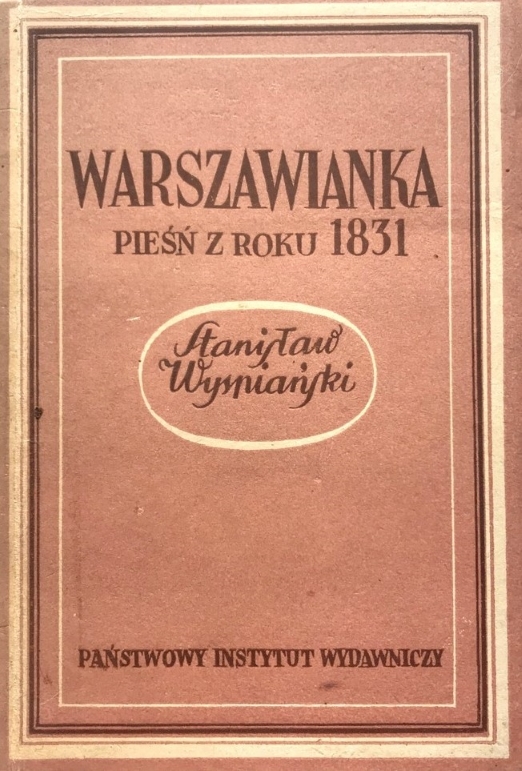 WARSZAWIANKA
PIEŚŃ Z ROKU 1831
Stanisław
Wyspiański
PAŃSTWOWY INSTYTUT WYDAWNICZY